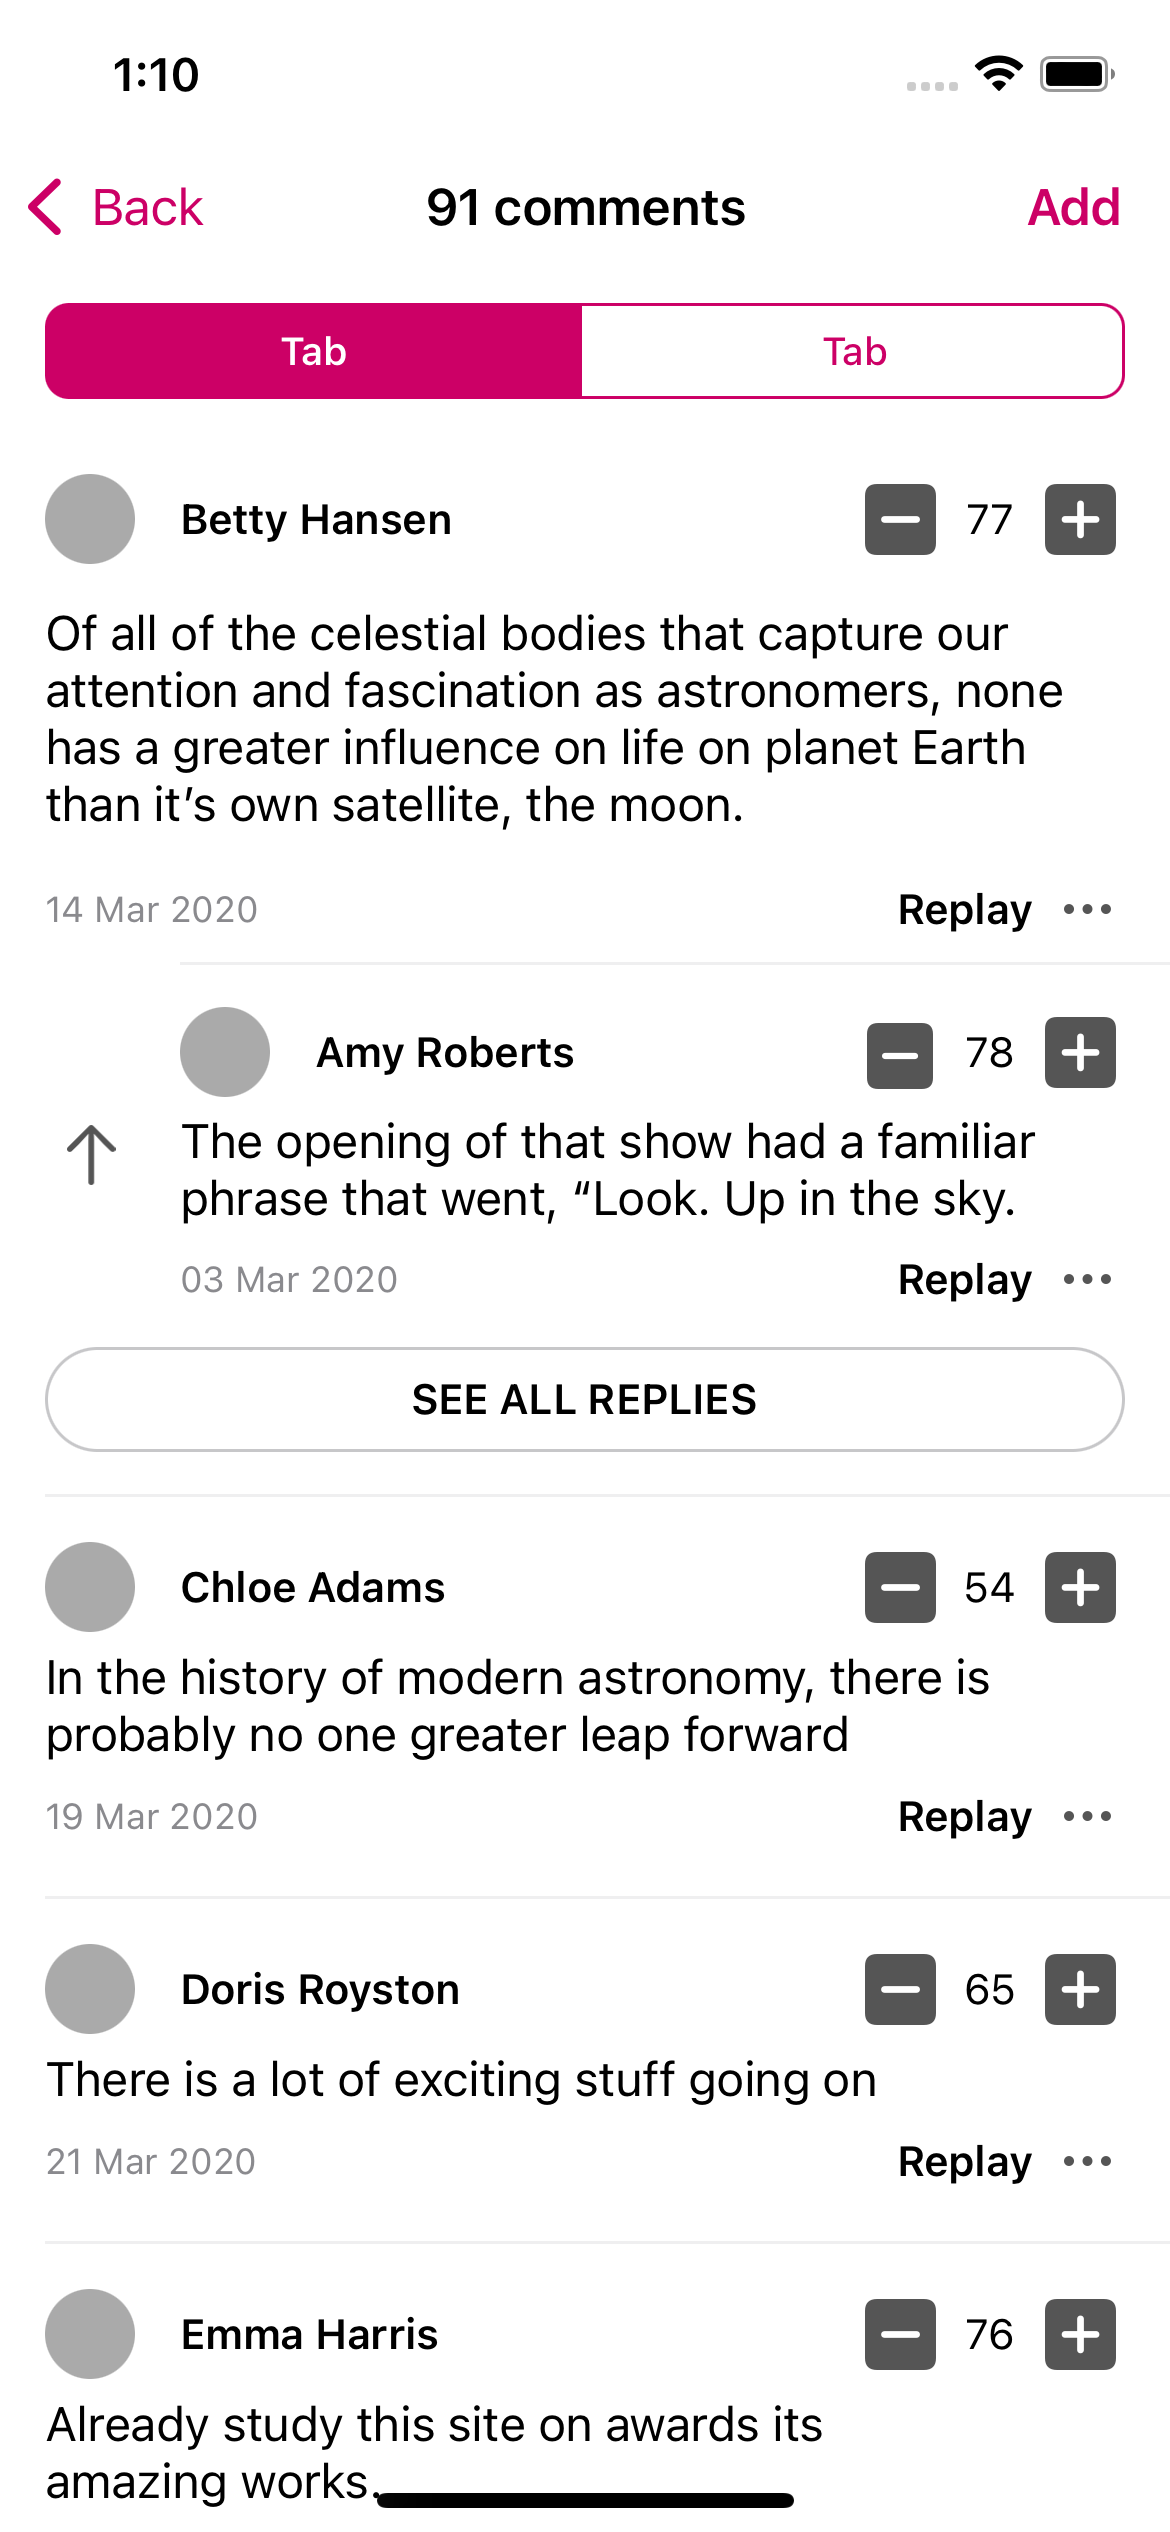 1:10
Back
91 comments
Add
Tab
Tab
Betty Hansen
77
Of all of the celestial bodies that capture our
attention and fascination as astronomers, none
has a greater influence on life on planet Earth
than it’s own satellite, the moon.
14 Mar 2020
Replay
Amy Roberts
78
The opening of that show had a familiar
phrase that went, “Look. Up in the sky.
03 Mar 2020
Replay
SEE ALL REPLIES
Chloe Adams
54
In the history of modern astronomy, there is
probably no one greater leap forward
19 Mar 2020
Replay
Doris Royston
65
There is a lot of exciting stuff going on
21 Mar 2020
Replay
Emma Harris
76
Already study this site on awards its
amazing works.